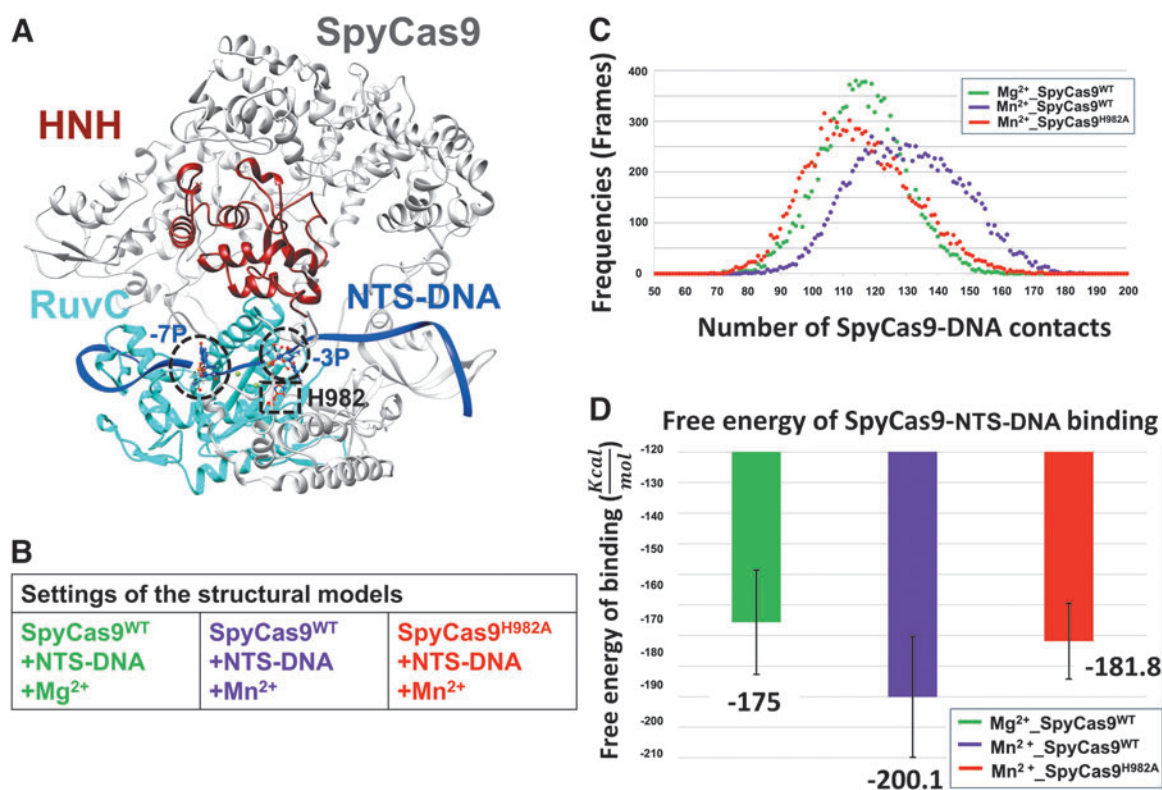 A
SpyCas9
HNH
RuvC
NTS-DNA
-7P
-3P
H982
B
Settings of the structural models
SpyCas9ᵂᵀ
+NTS-DNA
+Mg²⁺
SpyCas9ᵂᵀ
+NTS-DNA
+Mn²⁺
SpyCas9ᴴ⁹⁸²ᴬ
+NTS-DNA
+Mn²⁺
C
Frequencies (Frames)
400
300
200
100
0
50 60 70 80 90 100 110 120 130 140 150 160 170 180 190 200
Number of SpyCas9-DNA contacts
Mg²⁺_SpyCas9ᵂᵀ
Mn²⁺_SpyCas9ᵂᵀ
Mn²⁺_SpyCas9ᴴ⁹⁸²ᴬ
D
Free energy of SpyCas9-NTS-DNA binding
Free energy of binding (Kcal/mol)
-120
-130
-140
-150
-160
-170
-180
-190
-200
-210
-175
-200.1
-181.8
Mg²⁺_SpyCas9ᵂᵀ
Mn²⁺_SpyCas9ᵂᵀ
Mn²⁺_SpyCas9ᴴ⁹⁸²ᴬ